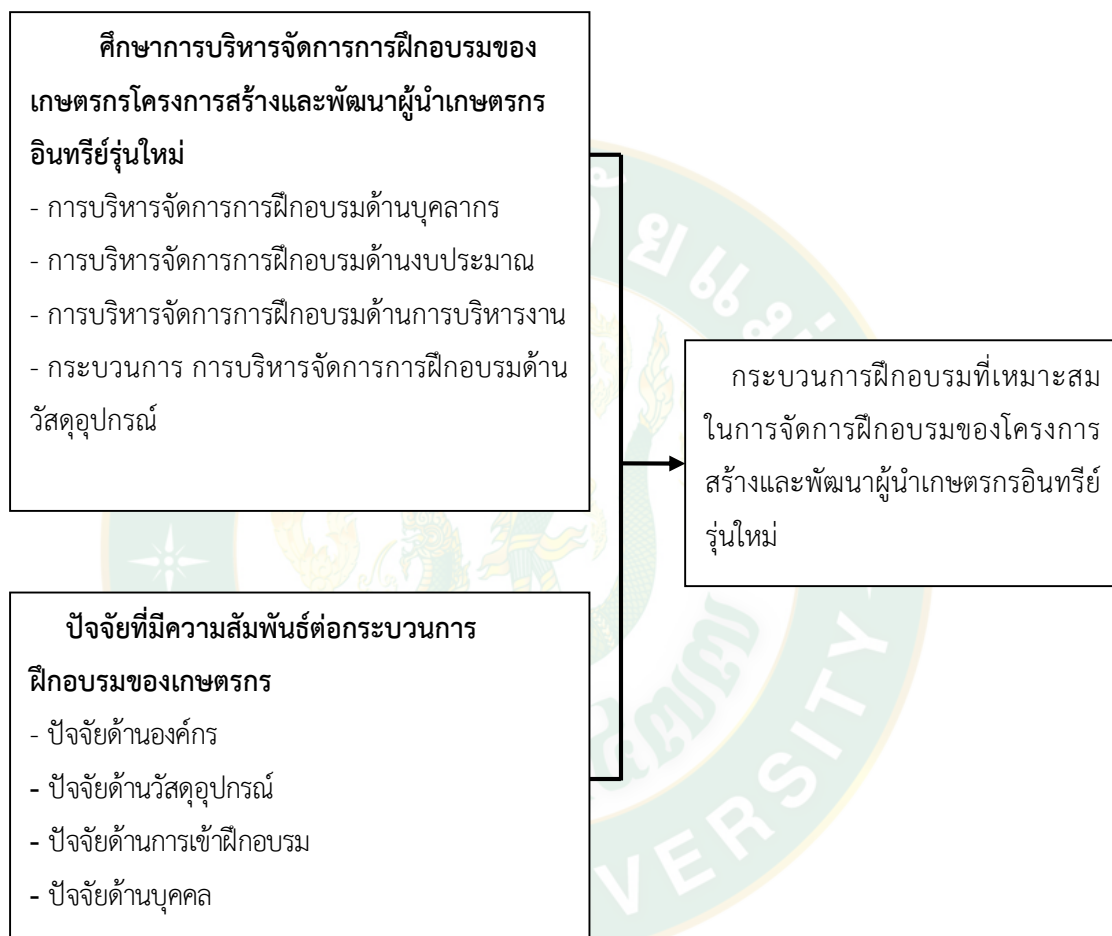 ศึกษาการบริหารจัดการการฝึกอบรมของ
เกษตรกรโครงการสร้างและพัฒนาผู้นำเกษตรกร
อินทรีย์รุ่นใหม่
- การบริหารจัดการการฝึกอบรมด้านบุคลากร
- การบริหารจัดการการฝึกอบรมด้านงบประมาณ
- การบริหารจัดการการฝึกอบรมด้านการบริหารงาน
- กระบวนการ การบริหารจัดการการฝึกอบรมด้าน
วัสดุอุปกรณ์
ปัจจัยที่มีความสัมพันธ์ต่อกระบวนการ
ฝึกอบรมของเกษตรกร
- ปัจจัยด้านองค์กร
- ปัจจัยด้านวัสดุอุปกรณ์
- ปัจจัยด้านการเข้าฝึกอบรม
- ปัจจัยด้านบุคคล
กระบวนการฝึกอบรมที่เหมาะสม
ในการจัดการฝึกอบรมของโครงการ
สร้างและพัฒนาผู้นำเกษตรกรอินทรีย์
รุ่นใหม่
VERSITY